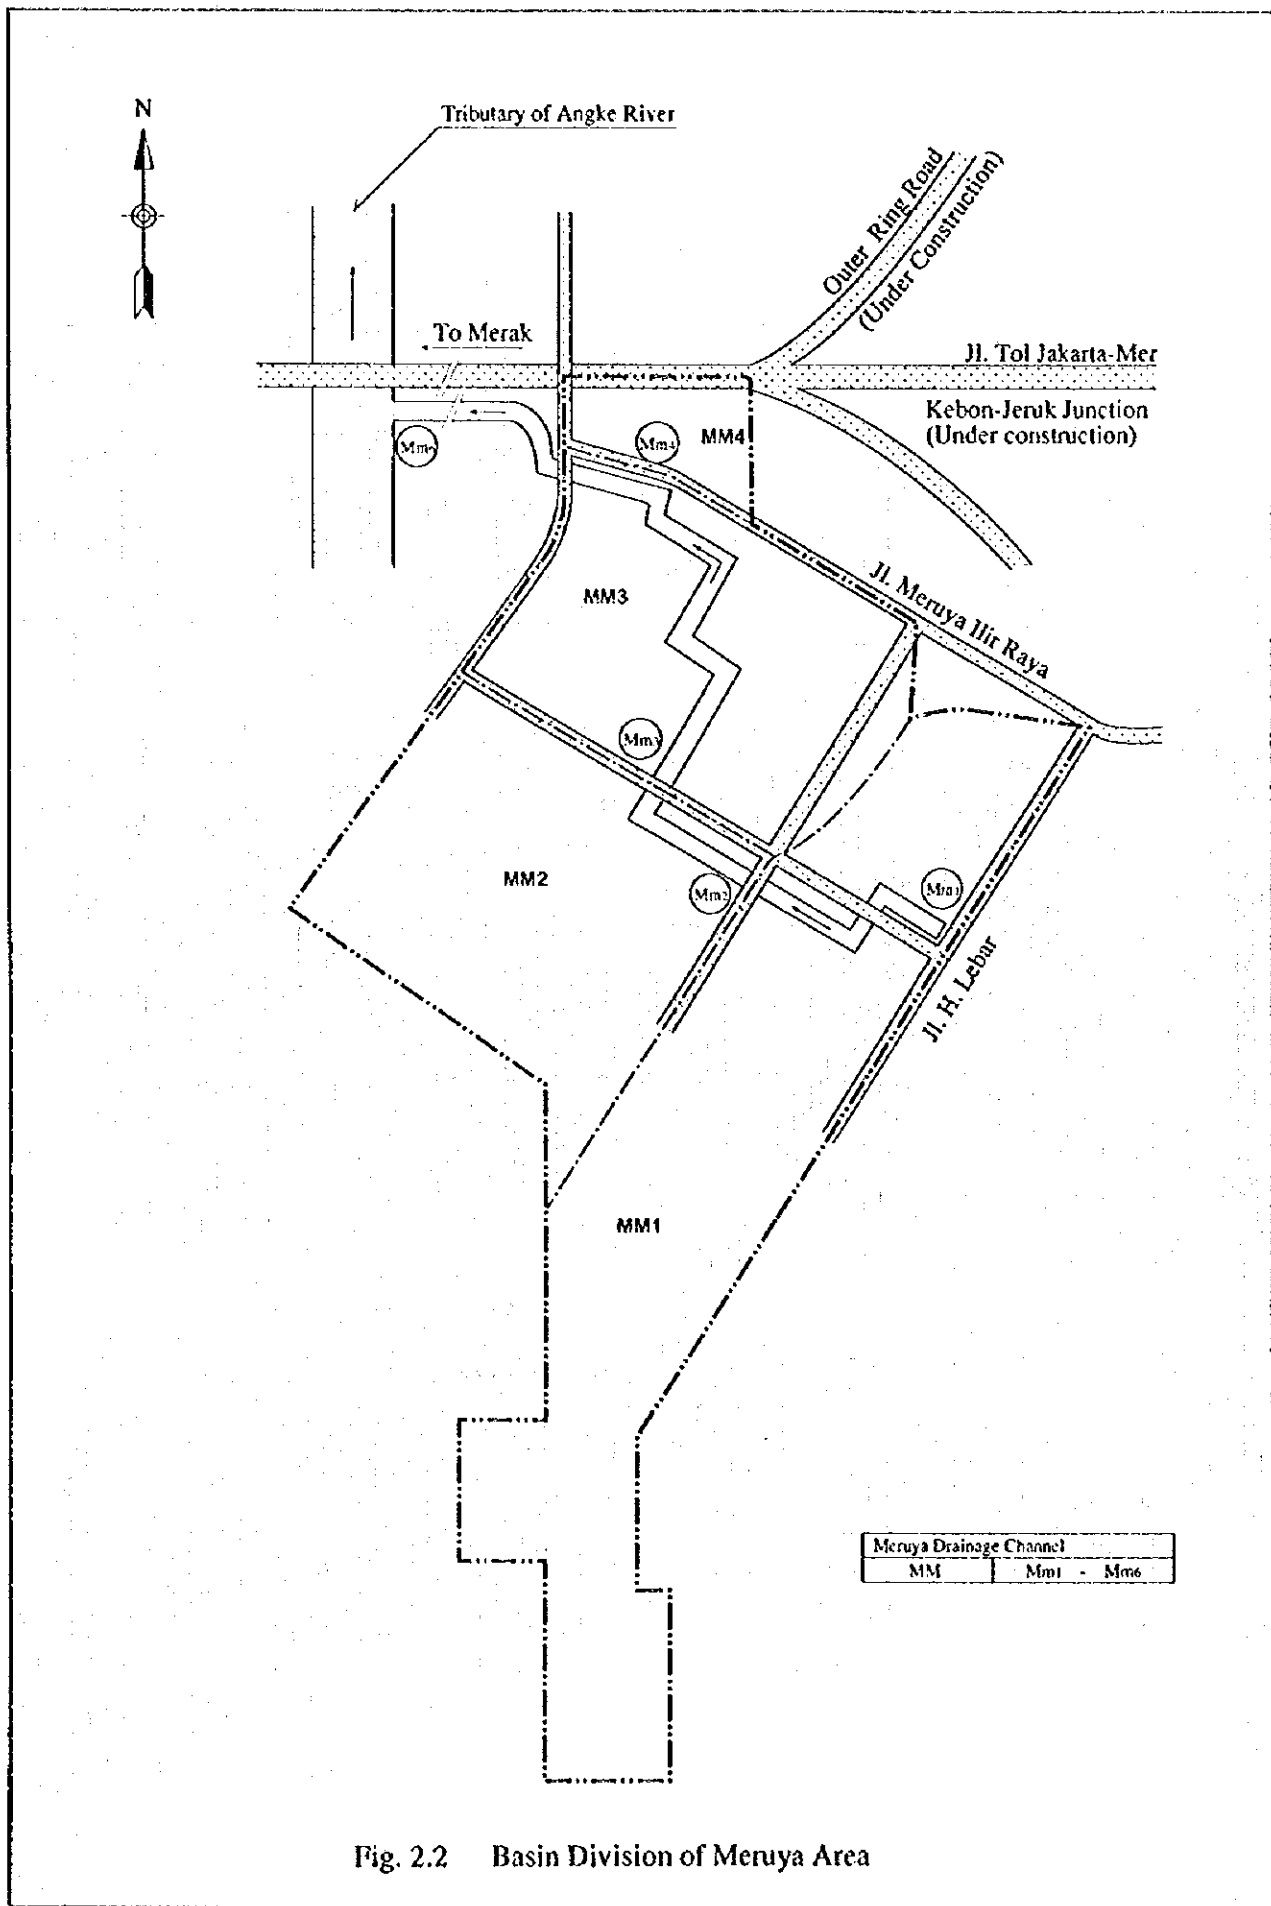 N
Tributary of Angke River
Outer Ring Road
(Under Construction)
To Merak
Jl. Tol Jakarta-Mer
Kebon-Jeruk Junction
(Under construction)
MM4
Mm4
Jl. Meruya Ilir Raya
MM3
Mm3
MM2
Mm2
Mm1
Jl. H. Lebar
MM1
Meruya Drainage Channel
MM Mm1 - Mm6
Fig. 2.2 Basin Division of Meruya Area